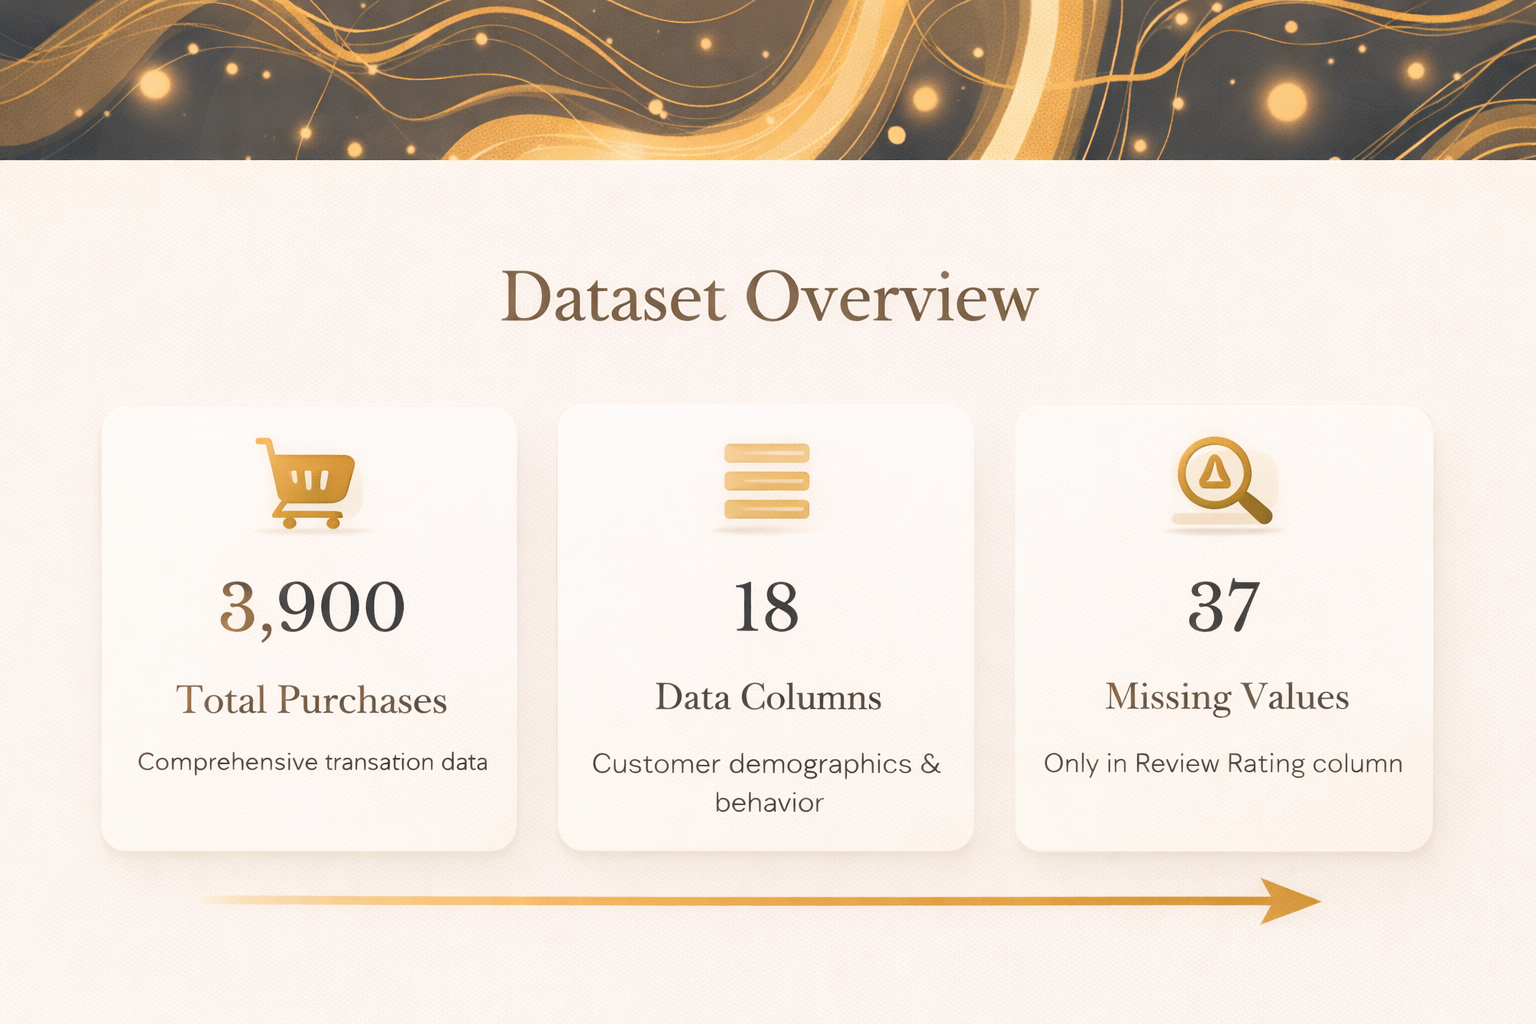 Dataset Overview
3,900
Total Purchases
Comprehensive transation data
18
Data Columns
Customer demographics &
behavior
37
Missing Values
Only in Review Rating column